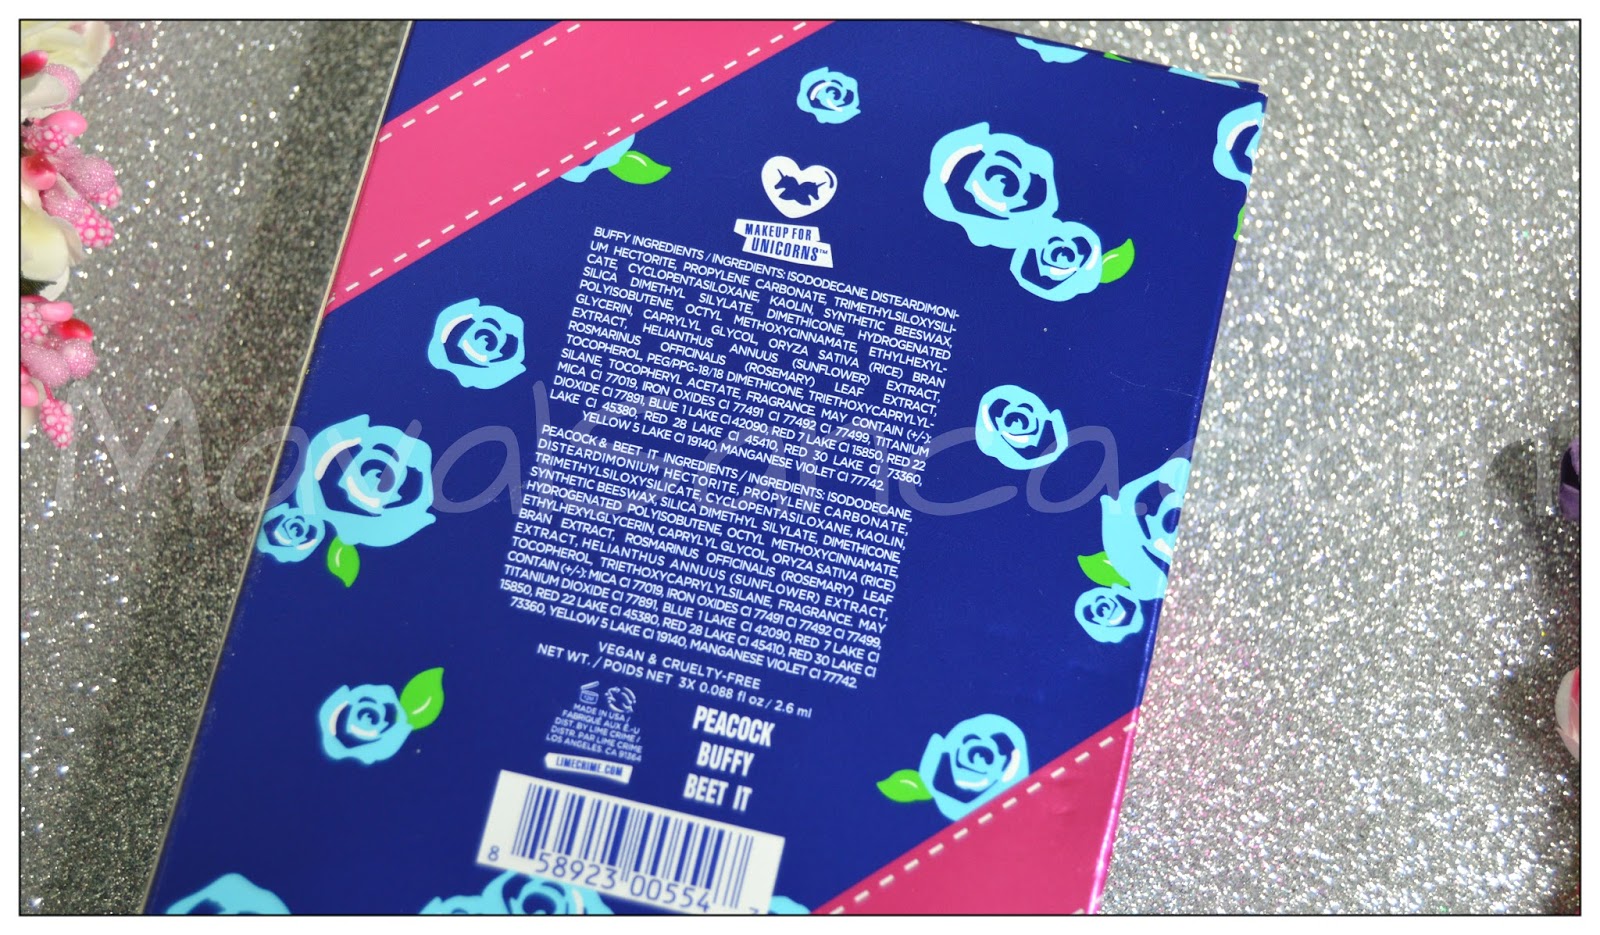 MAKEUP FOR
UNICORNS™
BUFFY INGREDIENTS / INGREDIENTS: ISODODECANE, DISTEARDIMONI-
UM HECTORITE, PROPYLENE CARBONATE, TRIMETHYLSILOXYSILI-
CATE, CYCLOPENTASILOXANE, KAOLIN, SYNTHETIC BEESWAX,
SILICA DIMETHYL SILYLATE, DIMETHICONE, HYDROGENATED
POLYISOBUTENE, OCTYL METHOXYCINNAMATE, ETHYLHEXYL-
GLYCERIN, CAPRYLYL GLYCOL, ORYZA SATIVA (RICE) BRAN
EXTRACT, HELIANTHUS ANNUUS (SUNFLOWER) EXTRACT,
ROSMARINUS OFFICINALIS (ROSEMARY) LEAF EXTRACT,
TOCOPHEROL, PEG/PPG-18/18 DIMETHICONE, TRIETHOXYCAPRYLYL-
SILANE, TOCOPHERYL ACETATE, FRAGRANCE. MAY CONTAIN (+/-):
MICA CI 77019, IRON OXIDES CI 77491 CI 77492 CI 77499, TITANIUM
DIOXIDE CI 77891, BLUE 1 LAKE CI 42090, RED 7 LAKE CI 15850, RED 22
LAKE CI 45380, RED 28 LAKE CI 45410, RED 30 LAKE CI 73360,
YELLOW 5 LAKE CI 19140, MANGANESE VIOLET CI 77742.
PEACOCK & BEET IT INGREDIENTS / INGREDIENTS: ISODODECANE
DISTEARDIMONIUM HECTORITE, PROPYLENE CARBONATE,
TRIMETHYLSILOXYSILICATE, CYCLOPENTASILOXANE, KAOLIN,
SYNTHETIC BEESWAX, SILICA DIMETHYL SILYLATE, DIMETHICONE
HYDROGENATED POLYISOBUTENE, OCTYL METHOXYCINNAMATE,
ETHYLHEXYLGLYCERIN, CAPRYLYL GLYCOL, ORYZA SATIVA (RICE)
BRAN EXTRACT, ROSMARINUS OFFICINALIS (ROSEMARY) LEAF
EXTRACT, HELIANTHUS ANNUUS (SUNFLOWER) EXTRACT,
TOCOPHEROL, TRIETHOXYCAPRYLYLSILANE, FRAGRANCE. MAY
CONTAIN (+/-): MICA CI 77019, IRON OXIDES CI 77491 CI 77492 CI 77499,
TITANIUM DIOXIDE CI 77891, BLUE 1 LAKE CI 42090, RED 7 LAKE CI
15850, RED 22 LAKE CI 45380, RED 28 LAKE CI 45410, RED 30 LAKE CI
73360, YELLOW 5 LAKE CI 19140, MANGANESE VIOLET CI 77742.
VEGAN & CRUELTY-FREE
NET WT. / POIDS NET 3X 0.088 fl oz / 2.6 ml
MADE IN USA /
FABRIQUÉ AUX É.-U
DIST. BY LIME CRIME /
DISTR. PAR LIME CRIME
LOS ANGELES. CA 91364
LIMECRIME.COM
PEACOCK
BUFFY
BEET IT
8 58923 00554